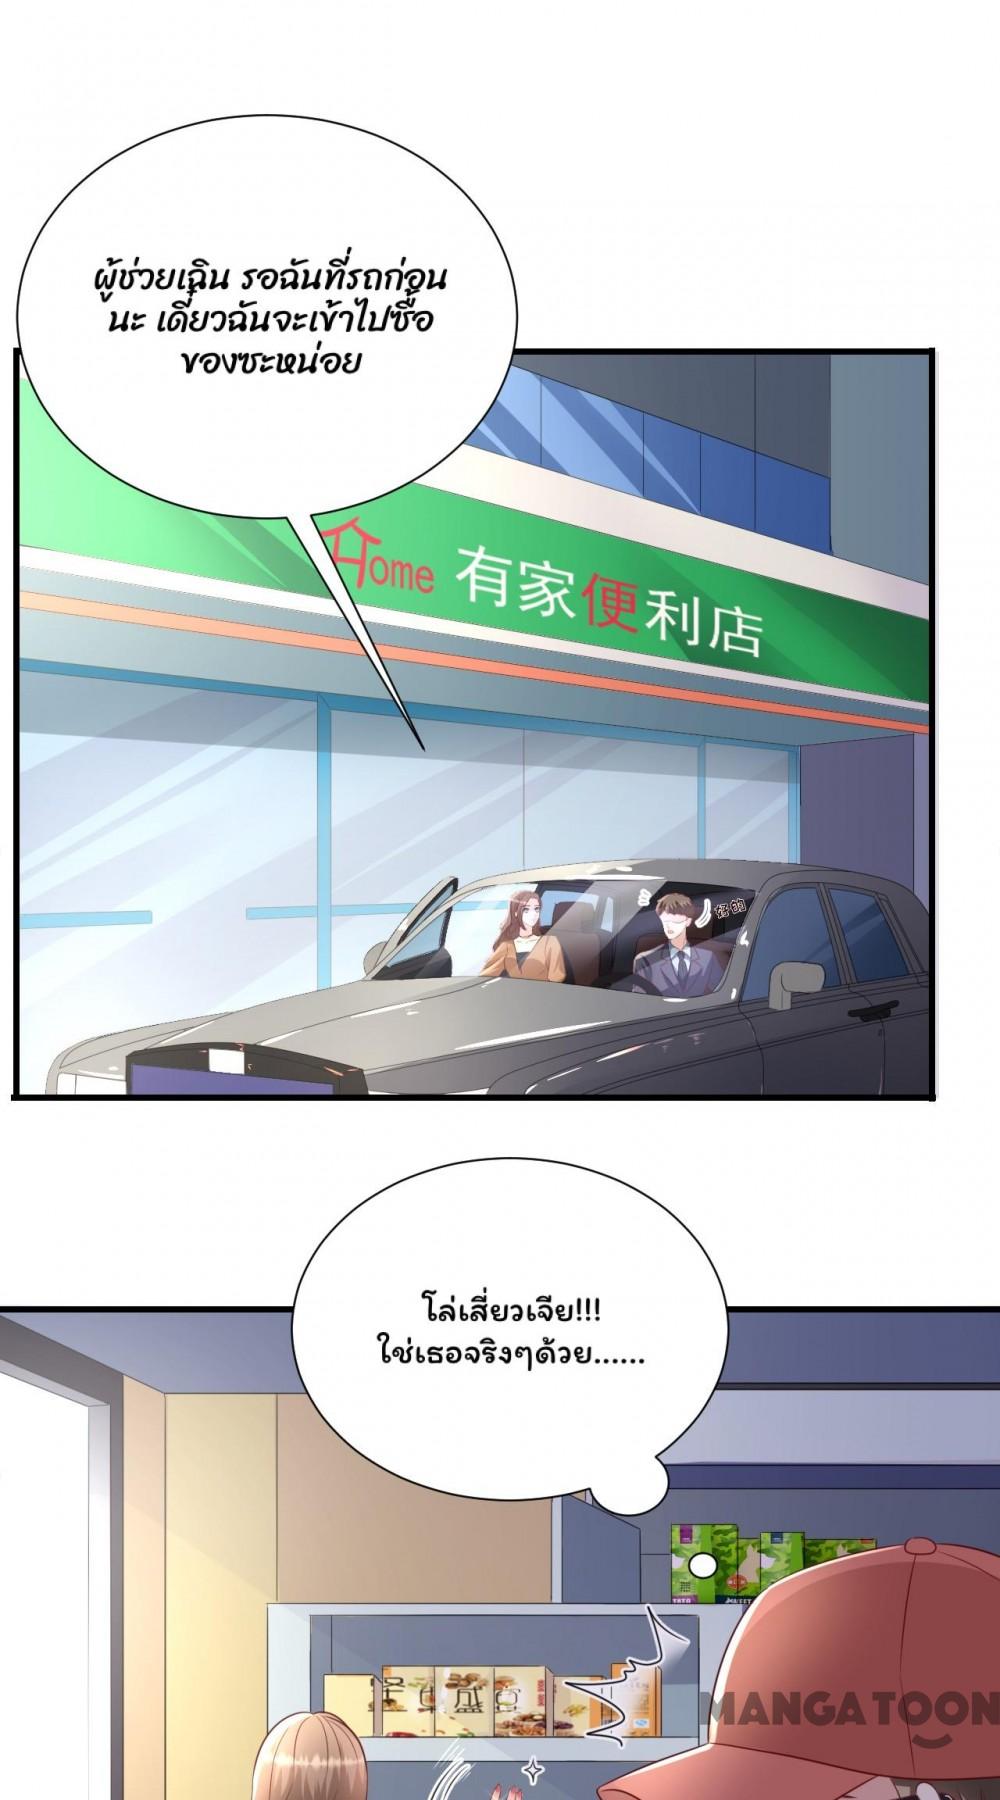 ผู้ช่วยเฉิน รอฉันที่รถก่อน
นะ เดี๋ยวฉันจะเข้าไปซื้อ
ของซะหน่อย
Home 有家便利店
好的
โล่เสี่ยวเจีย!!!
ใช่เธอจริงๆด้วย......
MANGATOON